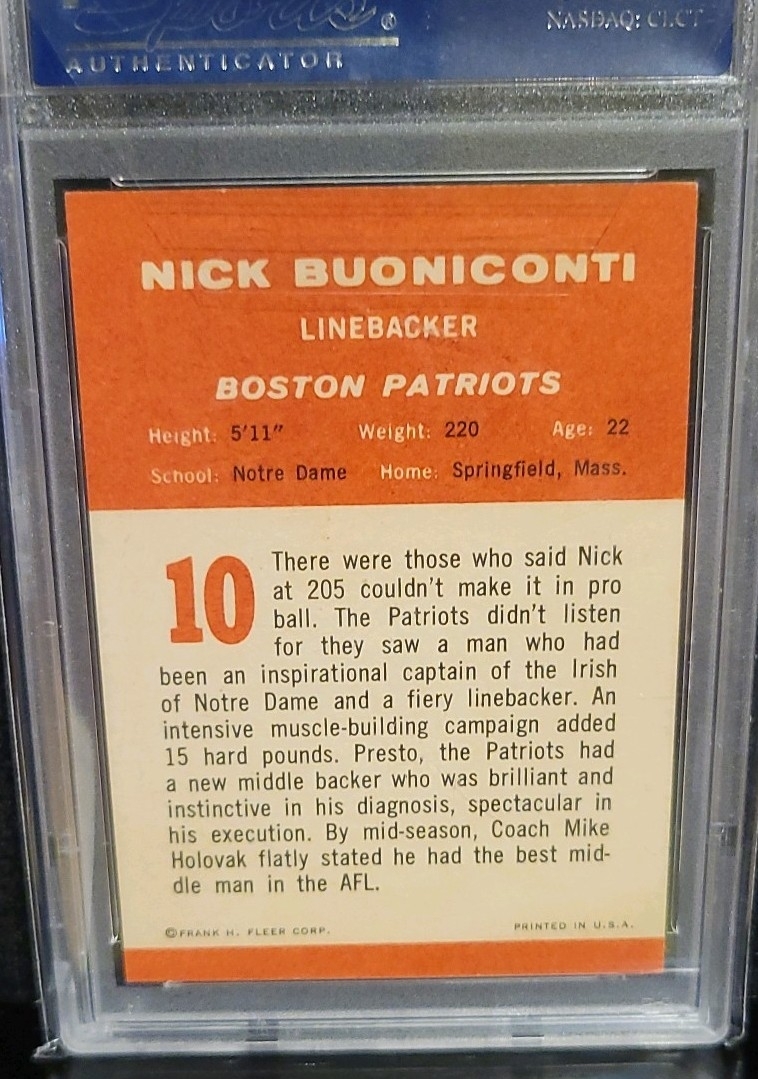 Sports ®
NASDAQ: CLCT
AUTHENTICATOR
NICK BUONICONTI
LINEBACKER
BOSTON PATRIOTS
Height: 5'11" Weight: 220 Age: 22
School: Notre Dame Home: Springfield, Mass.
10 There were those who said Nick
at 205 couldn't make it in pro
ball. The Patriots didn't listen
for they saw a man who had
been an inspirational captain of the Irish
of Notre Dame and a fiery linebacker. An
intensive muscle-building campaign added
15 hard pounds. Presto, the Patriots had
a new middle backer who was brilliant and
instinctive in his diagnosis, spectacular in
his execution. By mid-season, Coach Mike
Holovak flatly stated he had the best mid-
dle man in the AFL.
©FRANK H. FLEER CORP. PRINTED IN U.S.A.